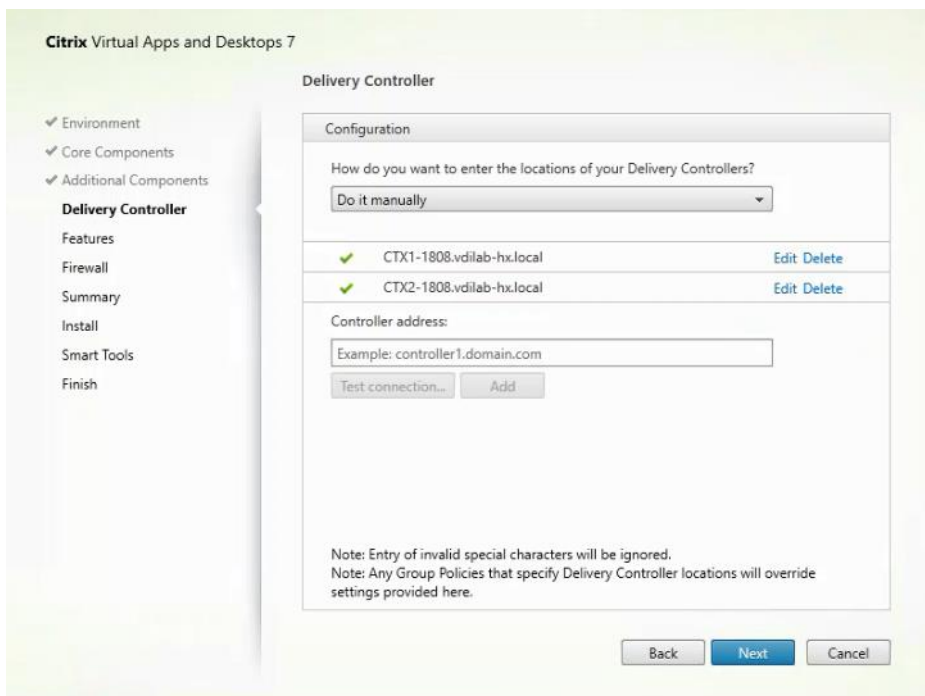 Citrix Virtual Apps and Desktops 7
Delivery Controller
Environment
Core Components
Additional Components
Delivery Controller
Features
Firewall
Summary
Install
Smart Tools
Finish
Configuration
How do you want to enter the locations of your Delivery Controllers?
Do it manually
CTX1-1808.vdilab-hx.local Edit Delete
CTX2-1808.vdilab-hx.local Edit Delete
Controller address:
Example: controller1.domain.com
Test connection... Add
Note: Entry of invalid special characters will be ignored.
Note: Any Group Policies that specify Delivery Controller locations will override
settings provided here.
Back Next Cancel